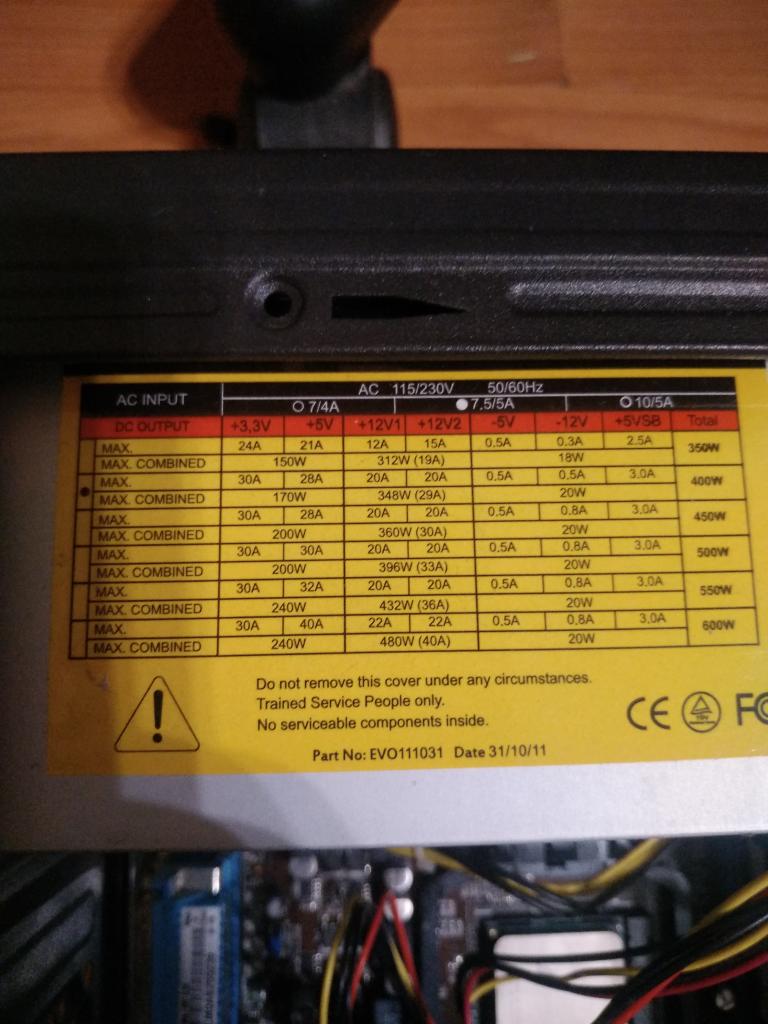 AC INPUT AC 115/230V 50/60Hz
7/4A 7.5/5A 10/5A
DC OUTPUT +3,3V +5V +12V1 +12V2 -5V -12V +5VSB Total
MAX. 24A 21A 12A 15A 0.5A 0.3A 2.5A 350W
MAX. COMBINED 150W 312W (19A) 18W
MAX. 30A 28A 20A 20A 0.5A 0.5A 3.0A 400W
MAX. COMBINED 170W 348W (29A) 20W
MAX. 30A 28A 20A 20A 0.5A 0.8A 3.0A 450W
MAX. COMBINED 200W 360W (30A) 20W
MAX. 30A 30A 20A 20A 0.5A 0.8A 3.0A 500W
MAX. COMBINED 200W 396W (33A) 20W
MAX. 30A 32A 20A 20A 0.5A 0,8A 3.0A 550W
MAX. COMBINED 240W 432W (36A) 20W
MAX. 30A 40A 22A 22A 0.5A 0,8A 3,0A 600W
MAX. COMBINED 240W 480W (40A) 20W
Do not remove this cover under any circumstances.
Trained Service People only.
No serviceable components inside.
CE FC
Part No: EVO111031 Date 31/10/11